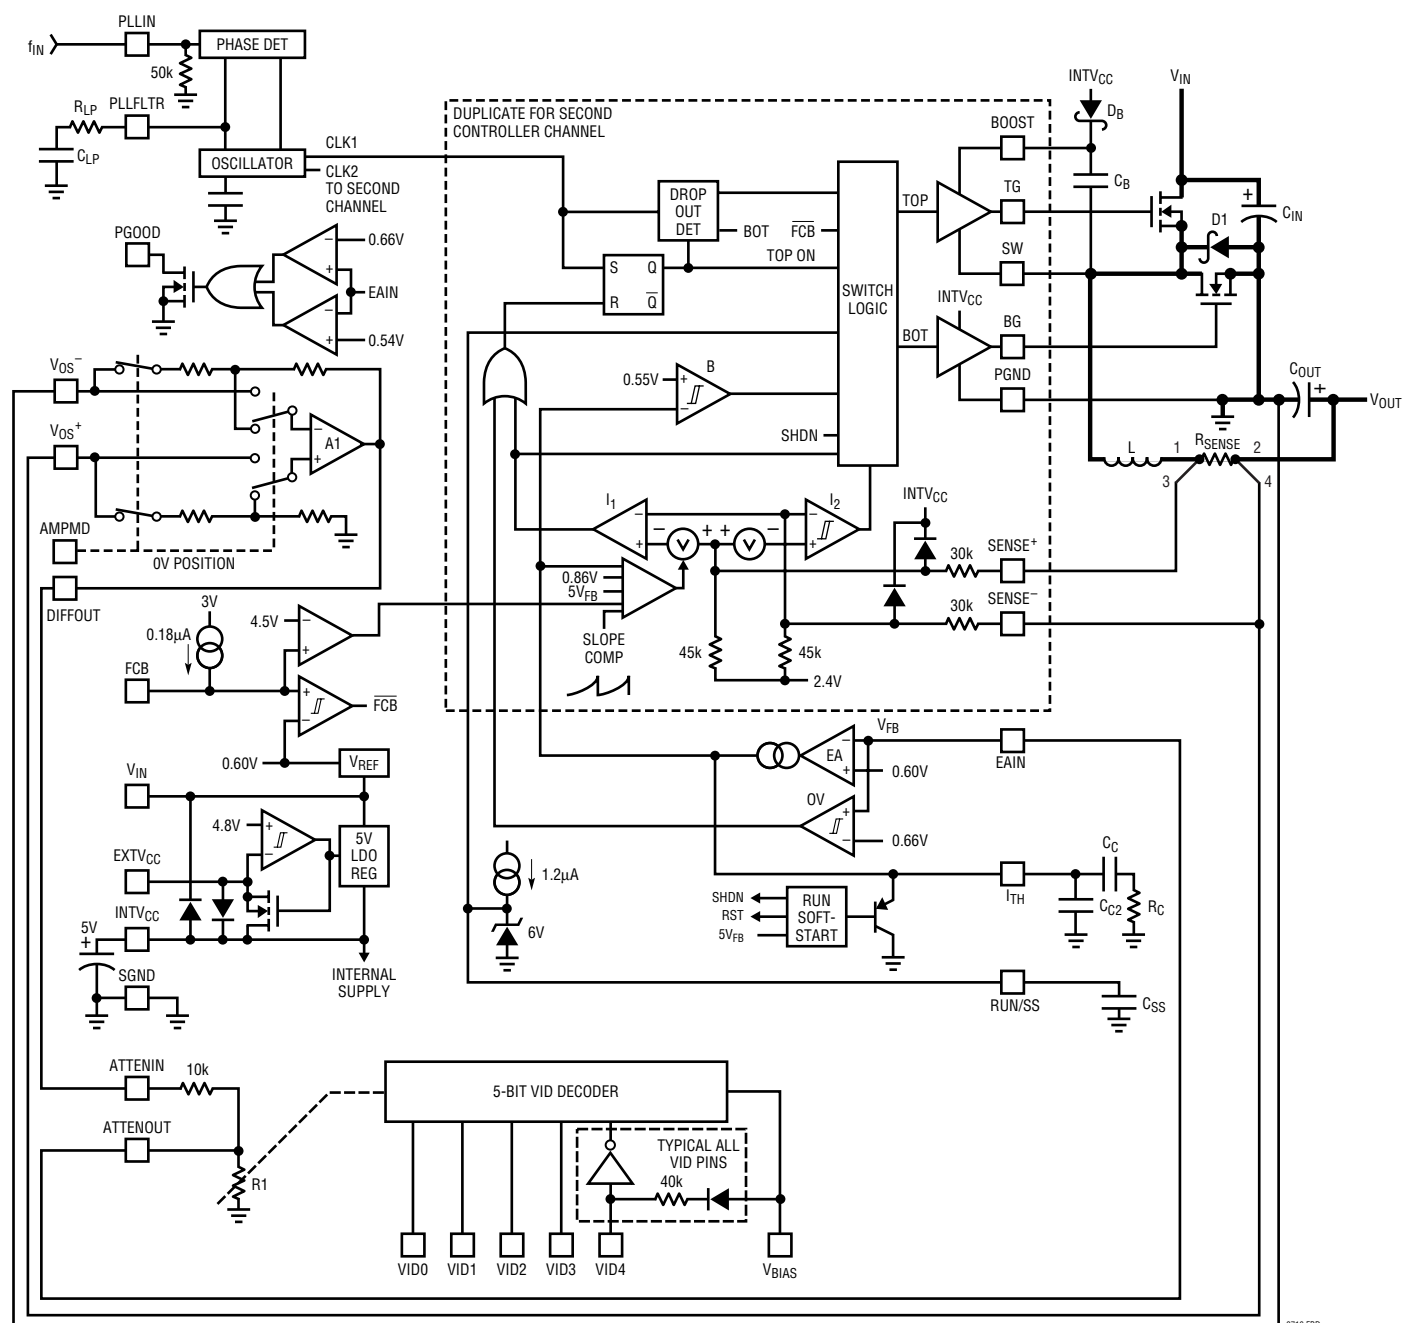 PLLIN
fIN
PHASE DET
50k
RLP
PLLFLTR
CLP
OSCILLATOR
CLK1
CLK2
TO SECOND
CHANNEL
PGOOD
−
0.66V
+
EAIN
−
+
0.54V
DUPLICATE FOR SECOND
CONTROLLER CHANNEL
DROP
OUT
DET
BOT
FCB
S
Q
TOP ON
R
Q
SWITCH
LOGIC
0.55V
+
−
B
SHDN
TOP
BOT
INTVCC
BOOST
TG
SW
INTVCC
BG
PGND
DB
CB
VIN
+
CIN
D1
COUT
+
VOUT
L
1
RSENSE
2
3
4
VOS−
VOS+
−
A1
+
AMPMD
0V POSITION
DIFFOUT
I1
−
+
−
V
+
+
V
−
I2
−
+
INTVCC
30k
SENSE+
30k
SENSE−
0.86V
5VFB
SLOPE
COMP
45k
45k
2.4V
3V
0.18µA
FCB
4.5V
−
+
+
−
FCB
0.60V
VREF
VIN
4.8V
+
−
5V
LDO
REG
EXTVCC
INTVCC
5V
+
SGND
INTERNAL
SUPPLY
VFB
−
EA
+
0.60V
EAIN
OV
+
−
0.66V
1.2µA
6V
SHDN
RST
5VFB
RUN
SOFT-
START
ITH
CC
CC2
RC
RUN/SS
CSS
ATTENIN
10k
ATTENOUT
R1
5-BIT VID DECODER
TYPICAL ALL
VID PINS
40k
VID0
VID1
VID2
VID3
VID4
VBIAS